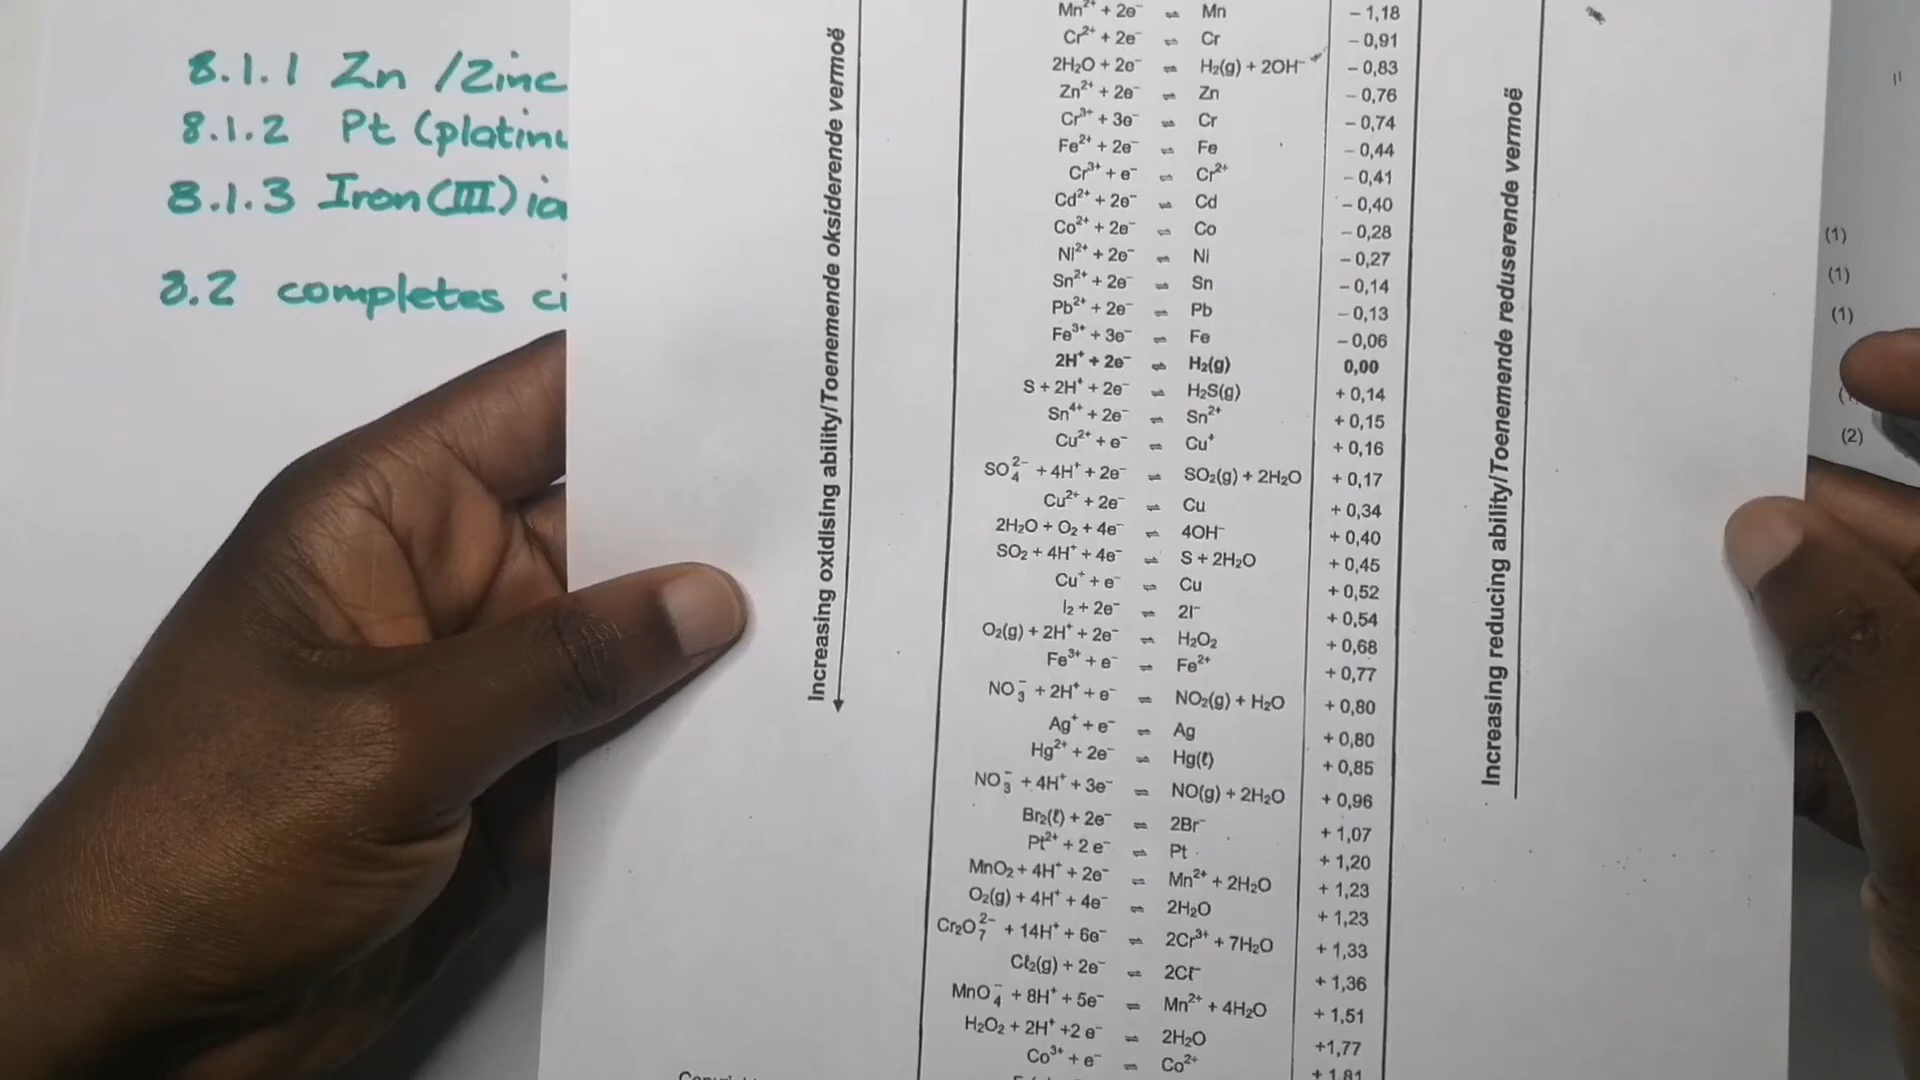 8.1.1 Zn /Zinc
8.1.2 Pt (platinu
8.1.3 Iron(III) io
8.2 completes ci
Increasing oxidising ability/Toenemende oksiderende vermoë
Mn²⁺ + 2e⁻ ⇌ Mn − 1,18
Cr²⁺ + 2e⁻ ⇌ Cr − 0,91
2H₂O + 2e⁻ ⇌ H₂(g) + 2OH⁻ − 0,83
Zn²⁺ + 2e⁻ ⇌ Zn − 0,76
Cr³⁺ + 3e⁻ ⇌ Cr − 0,74
Fe²⁺ + 2e⁻ ⇌ Fe − 0,44
Cr³⁺ + e⁻ ⇌ Cr²⁺ − 0,41
Cd²⁺ + 2e⁻ ⇌ Cd − 0,40
Co²⁺ + 2e⁻ ⇌ Co − 0,28
Ni²⁺ + 2e⁻ ⇌ Ni − 0,27
Sn²⁺ + 2e⁻ ⇌ Sn − 0,14
Pb²⁺ + 2e⁻ ⇌ Pb − 0,13
Fe³⁺ + 3e⁻ ⇌ Fe − 0,06
2H⁺ + 2e⁻ ⇌ H₂(g) 0,00
S + 2H⁺ + 2e⁻ ⇌ H₂S(g) + 0,14
Sn⁴⁺ + 2e⁻ ⇌ Sn²⁺ + 0,15
Cu²⁺ + e⁻ ⇌ Cu⁺ + 0,16
SO₄²⁻ + 4H⁺ + 2e⁻ ⇌ SO₂(g) + 2H₂O + 0,17
Cu²⁺ + 2e⁻ ⇌ Cu + 0,34
2H₂O + O₂ + 4e⁻ ⇌ 4OH⁻ + 0,40
SO₂ + 4H⁺ + 4e⁻ ⇌ S + 2H₂O + 0,45
Cu⁺ + e⁻ ⇌ Cu + 0,52
I₂ + 2e⁻ ⇌ 2I⁻ + 0,54
O₂(g) + 2H⁺ + 2e⁻ ⇌ H₂O₂ + 0,68
Fe³⁺ + e⁻ ⇌ Fe²⁺ + 0,77
NO₃⁻ + 2H⁺ + e⁻ ⇌ NO₂(g) + H₂O + 0,80
Ag⁺ + e⁻ ⇌ Ag + 0,80
Hg²⁺ + 2e⁻ ⇌ Hg(ℓ) + 0,85
NO₃⁻ + 4H⁺ + 3e⁻ ⇌ NO(g) + 2H₂O + 0,96
Br₂(ℓ) + 2e⁻ ⇌ 2Br⁻ + 1,07
Pt²⁺ + 2 e⁻ ⇌ Pt + 1,20
MnO₂ + 4H⁺ + 2e⁻ ⇌ Mn²⁺ + 2H₂O + 1,23
O₂(g) + 4H⁺ + 4e⁻ ⇌ 2H₂O + 1,23
Cr₂O₇²⁻ + 14H⁺ + 6e⁻ ⇌ 2Cr³⁺ + 7H₂O + 1,33
Cℓ₂(g) + 2e⁻ ⇌ 2Cℓ⁻ + 1,36
MnO₄⁻ + 8H⁺ + 5e⁻ ⇌ Mn²⁺ + 4H₂O + 1,51
H₂O₂ + 2H⁺ +2 e⁻ ⇌ 2H₂O +1,77
Co³⁺ + e⁻ ⇌ Co²⁺ + 1,81
Increasing reducing ability/Toenemende reduserende vermoë
(1)
(1)
(1)
(2)